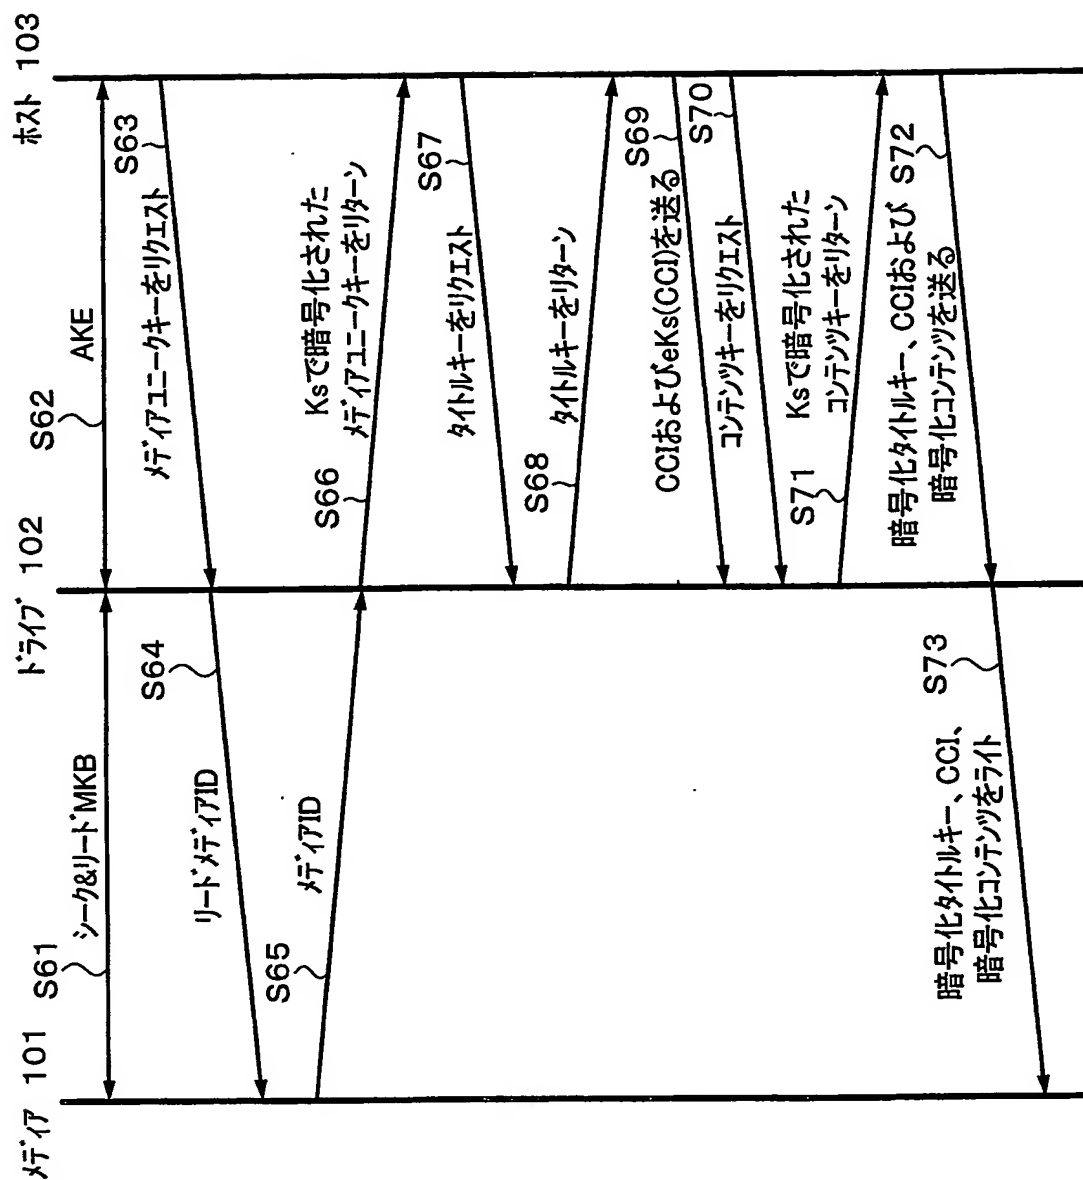 メディア 101
ドライブ 102
ホスト 103
S61
シーク&リードMKB
S62
AKE
S63
メディアユニークキーをリクエスト
S64
リードメディアID
S65
メディアID
S66
Ksで暗号化された
メディアユニークキーをリターン
S67
タイトルキーをリクエスト
S68
タイトルキーをリターン
S69
CCIおよびeKs(CCI)を送る
S70
コンテンツキーをリクエスト
S71
Ksで暗号化された
コンテンツキーをリターン
S72
暗号化タイトルキー、CCIおよび
暗号化コンテンツを送る
S73
暗号化タイトルキー、CCI、
暗号化コンテンツをライト